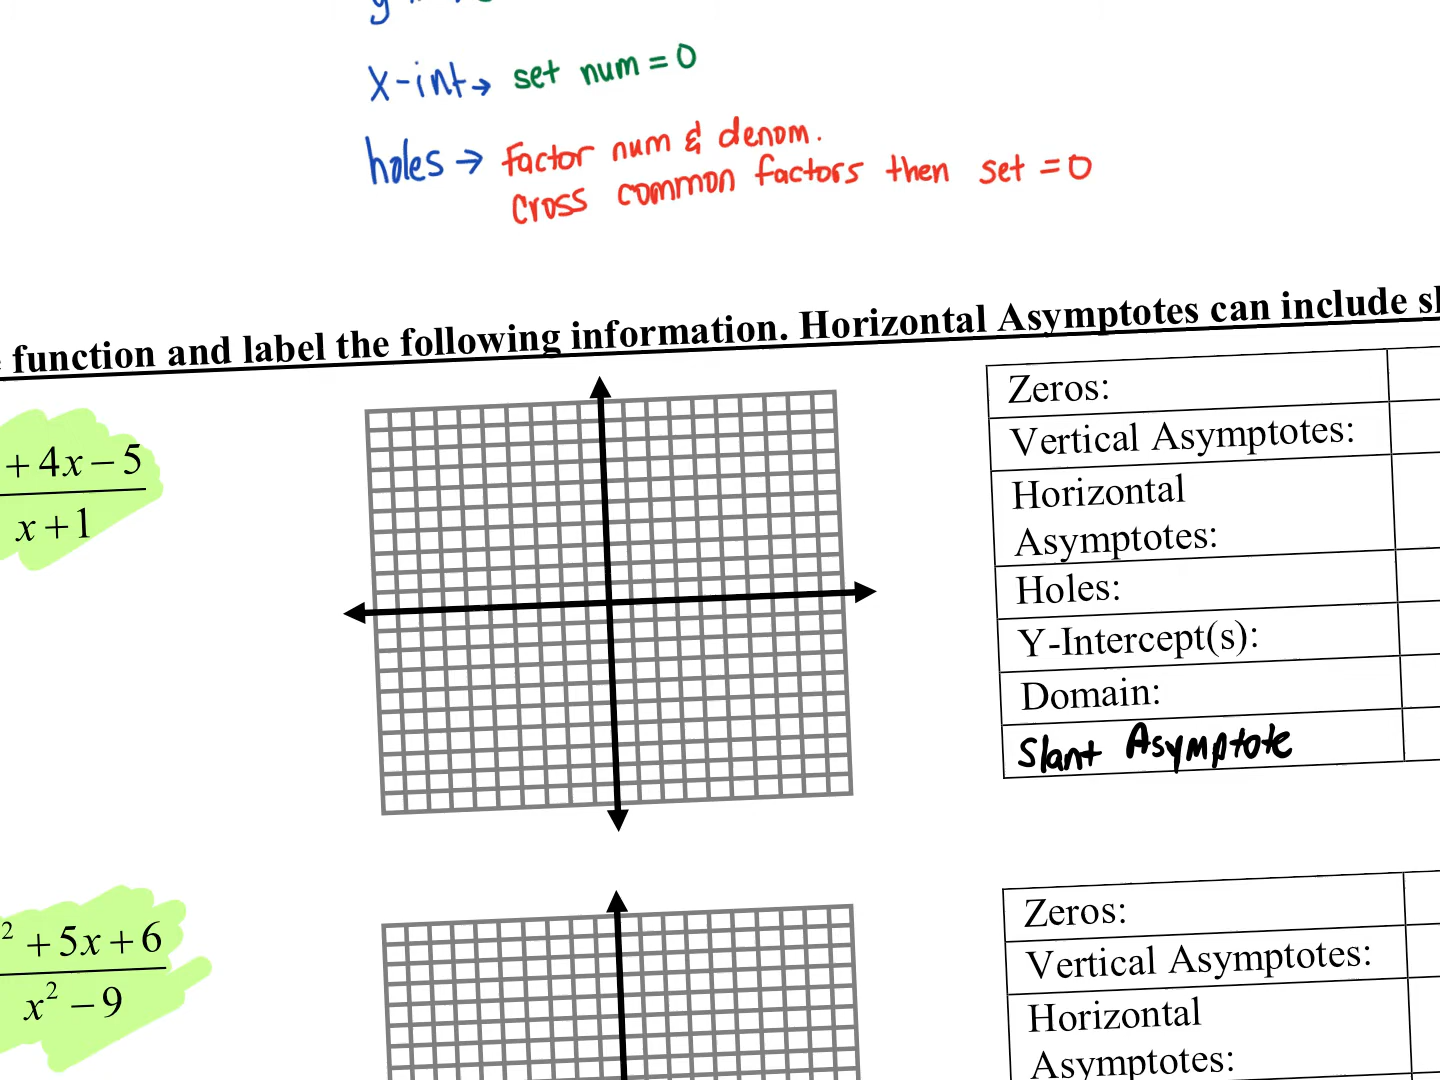 x-int → set num = 0
holes → factor num & denom.
cross common factors then set = 0
function and label the following information. Horizontal Asymptotes can include
+ 4x − 5
x + 1
Zeros:
Vertical Asymptotes:
Horizontal
Asymptotes:
Holes:
Y-Intercept(s):
Domain:
Slant Asymptote
2 + 5x + 6
x² − 9
Zeros:
Vertical Asymptotes:
Horizontal
Asymptotes: